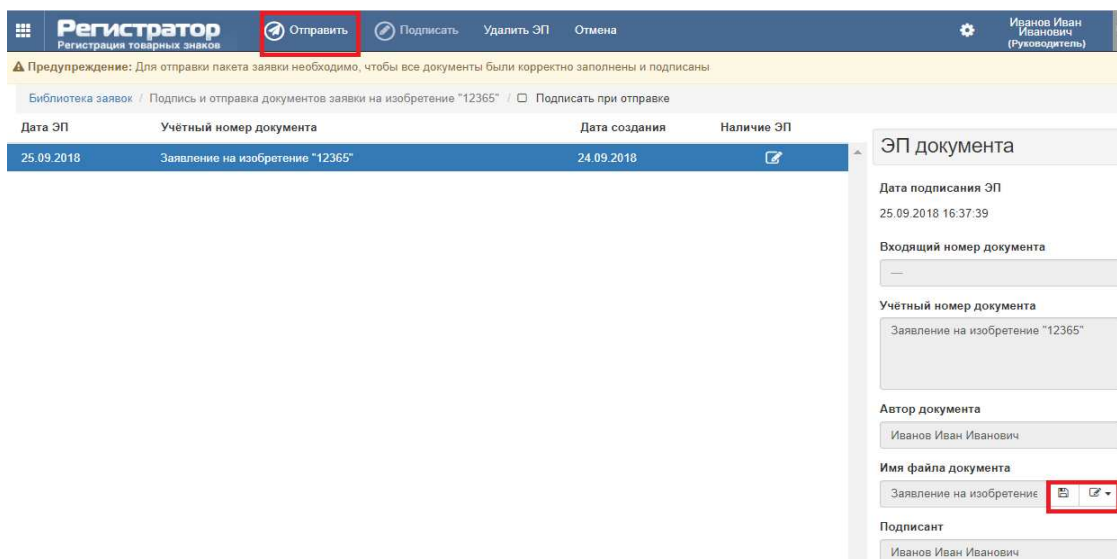 Регистратор
Регистрация товарных знаков
Отправить
Подписать
Удалить ЭП
Отмена
Иванов Иван
Иванович
(Руководитель)
Предупреждение: Для отправки пакета заявки необходимо, чтобы все документы были корректно заполнены и подписаны
Библиотека заявок / Подпись и отправка документов заявки на изобретение "12365" / Подписать при отправке
Дата ЭП Учётный номер документа Дата создания Наличие ЭП
25.09.2018 Заявление на изобретение "12365" 24.09.2018
ЭП документа
Дата подписания ЭП
25.09.2018 16:37:39
Входящий номер документа
—
Учётный номер документа
Заявление на изобретение "12365"
Автор документа
Иванов Иван Иванович
Имя файла документа
Заявление на изобретение
Подписант
Иванов Иван Иванович